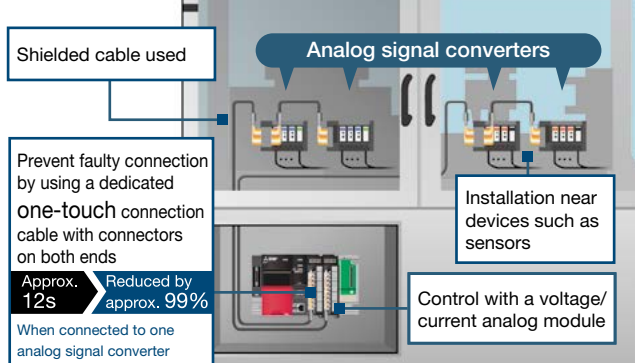 Shielded cable used
Analog signal converters
Prevent faulty connection
by using a dedicated
one-touch connection
cable with connectors
on both ends
Approx.
12s
Reduced by
approx. 99%
When connected to one
analog signal converter
Installation near
devices such as
sensors
Control with a voltage/
current analog module